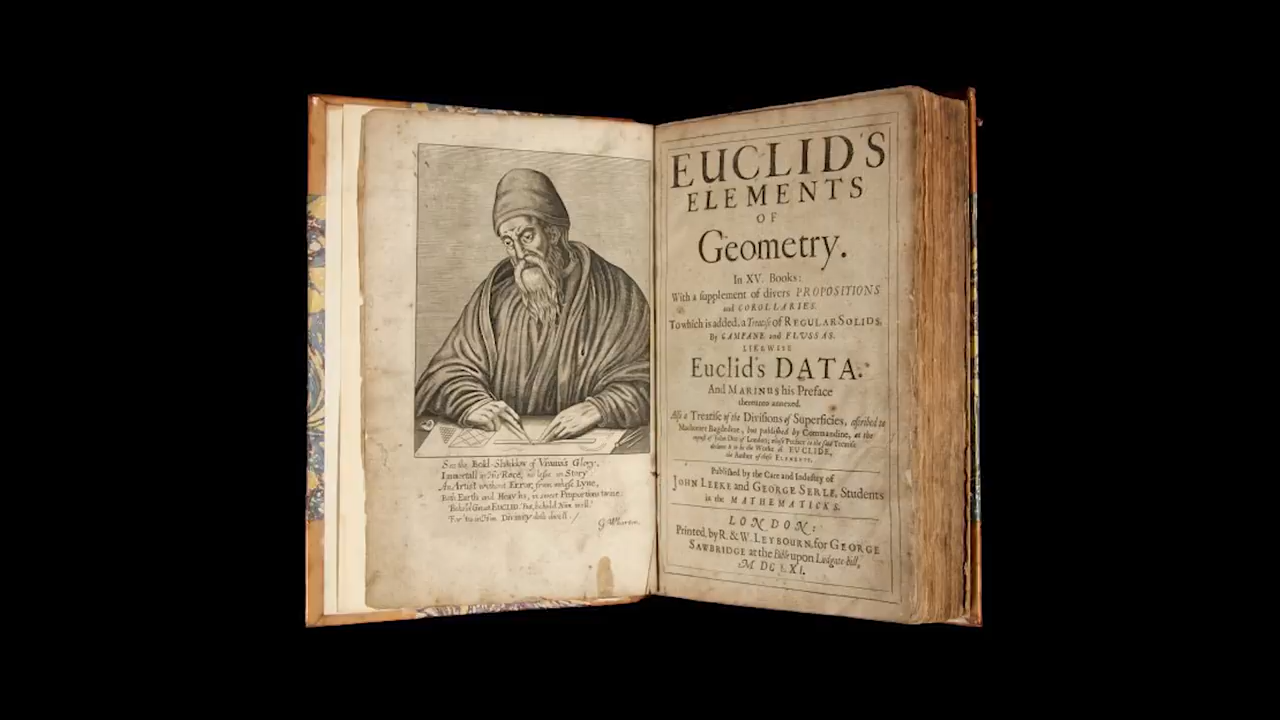 See the Bold Shaddow of Vrania's Glory,
Immortall in His Race, no lesse in Story
An Artist without Error, from whose Lyne,
Both Earth and Heav'ns, in sweet Proportions twine:
Behold Great EUCLID. But, behold Him well!
For 'tis in Him Divinity doth dwell.
G. Wharton.
EUCLID'S
ELEMENTS
OF
Geometry.
In XV. Books:
With a supplement of divers PROPOSITIONS
and COROLLARIES.
To which is added, a Treatise of REGULAR SOLIDS,
By CAMPANE and FLVSSAS.
LIKEWISE
Euclid's DATA.
And MARINUS his Preface
thereunto annexed.
Also a Treatise of the Divisions of Superficies, ascribed to
Machomet Bagdedine, but published by Commandine, at the
request of John Dee of London; whose Preface to the said Treatise
declares it to be the Worke of EUCLIDE,
the Author of these ELEMENTS.
Published by the Care and Industry of
JOHN LEEKE and GEORGE SERLE, Students
in the MATHEMATICKS.
LONDON:
Printed, by R. & W. LEYBOURN, for GEORGE
SAWBRIDGE at the Bible upon Ludgate-hill,
M DC LXI.